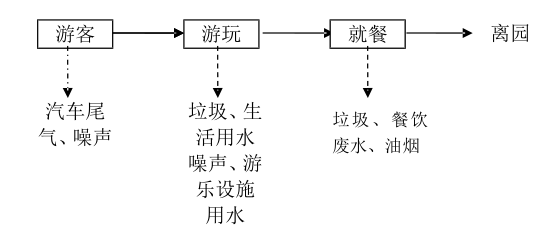 游客
游玩
就餐
离园
汽车尾
气、噪声
垃圾、生
活用水
噪声、游
乐设施
用水
垃圾、餐饮
废水、油烟